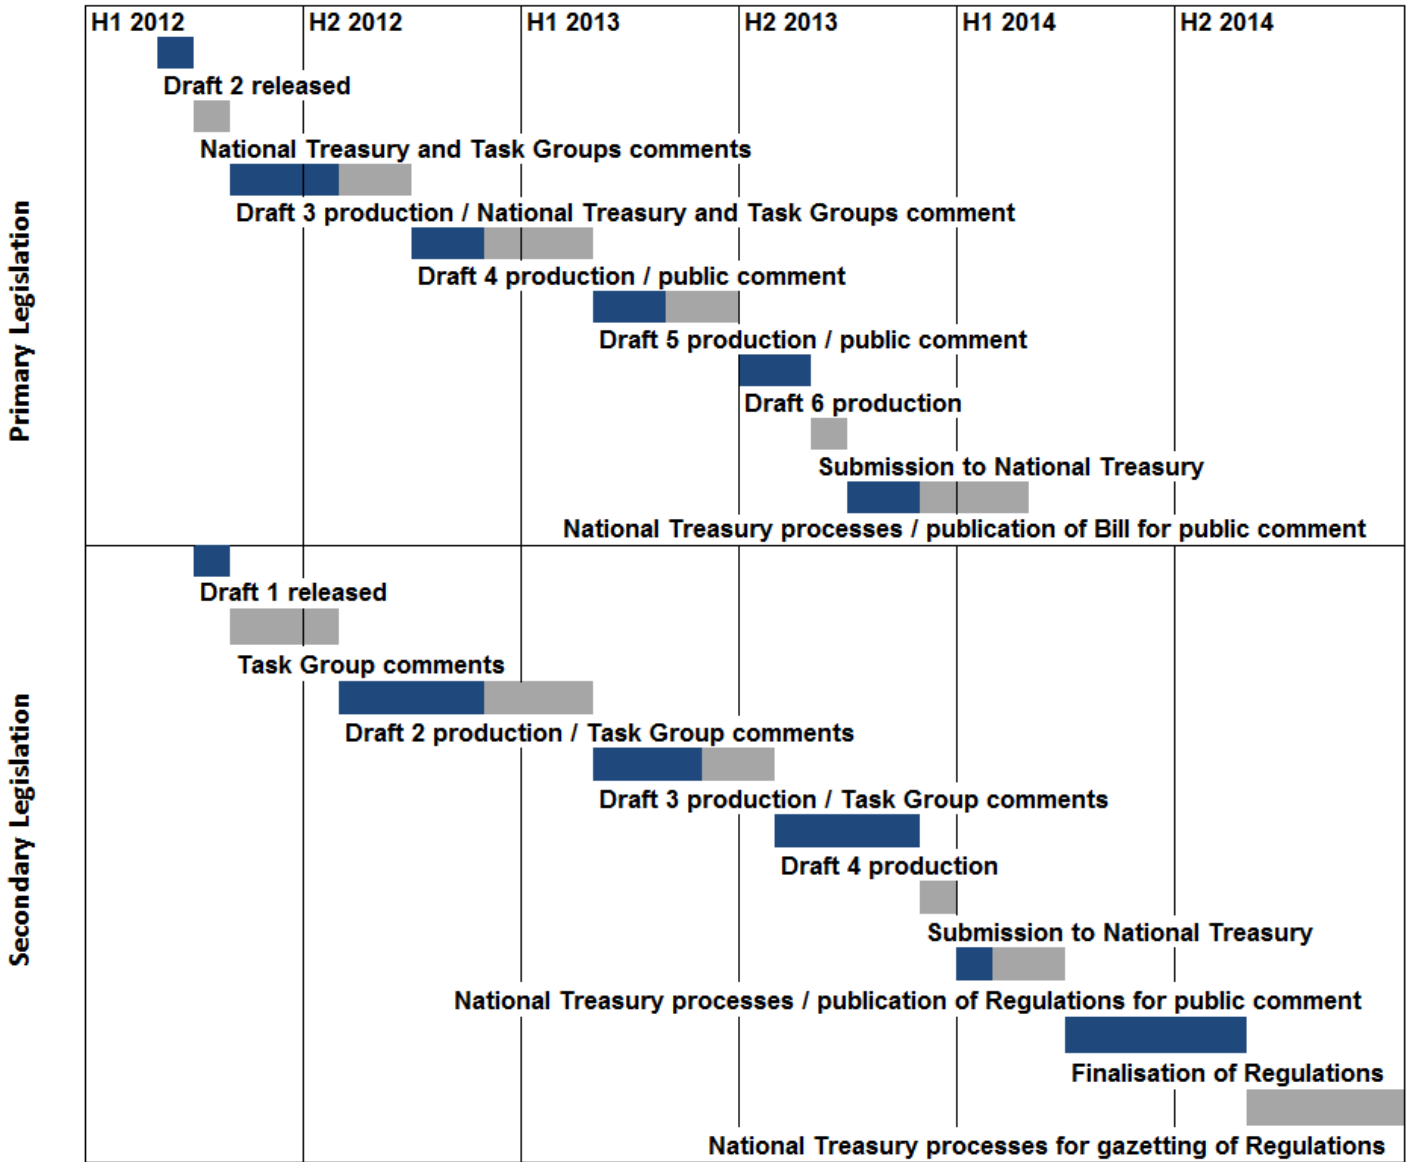 H1 2012
H2 2012
H1 2013
H2 2013
H1 2014
H2 2014
Primary Legislation
Draft 2 released
National Treasury and Task Groups comments
Draft 3 production / National Treasury and Task Groups comment
Draft 4 production / public comment
Draft 5 production / public comment
Draft 6 production
Submission to National Treasury
National Treasury processes / publication of Bill for public comment
Secondary Legislation
Draft 1 released
Task Group comments
Draft 2 production / Task Group comments
Draft 3 production / Task Group comments
Draft 4 production
Submission to National Treasury
National Treasury processes / publication of Regulations for public comment
Finalisation of Regulations
National Treasury processes for gazetting of Regulations